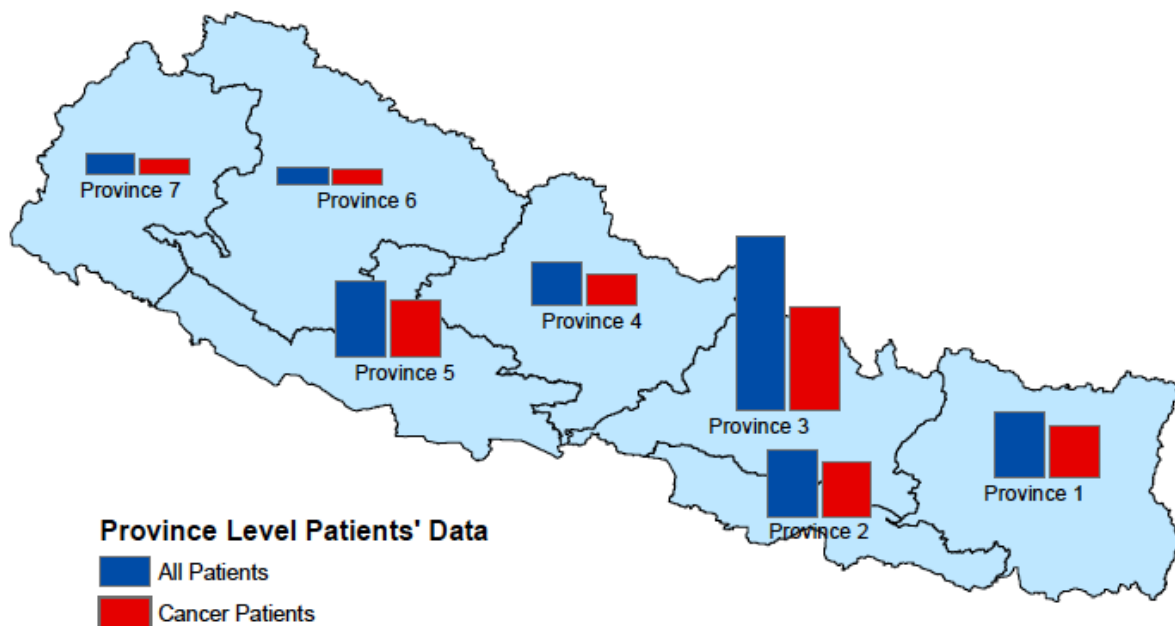 Province 7
Province 6
Province 4
Province 5
Province 3
Province 1
Province 2
Province Level Patients' Data
All Patients
Cancer Patients